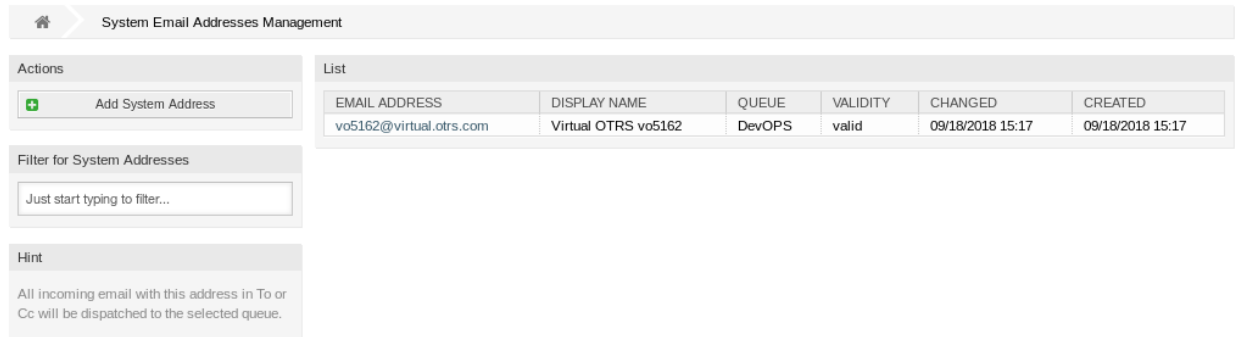 System Email Addresses Management
Actions
Add System Address
Filter for System Addresses
Just start typing to filter...
Hint
All incoming email with this address in To or
Cc will be dispatched to the selected queue.
List
EMAIL ADDRESS DISPLAY NAME QUEUE VALIDITY CHANGED CREATED
vo5162@virtual.otrs.com Virtual OTRS vo5162 DevOPS valid 09/18/2018 15:17 09/18/2018 15:17